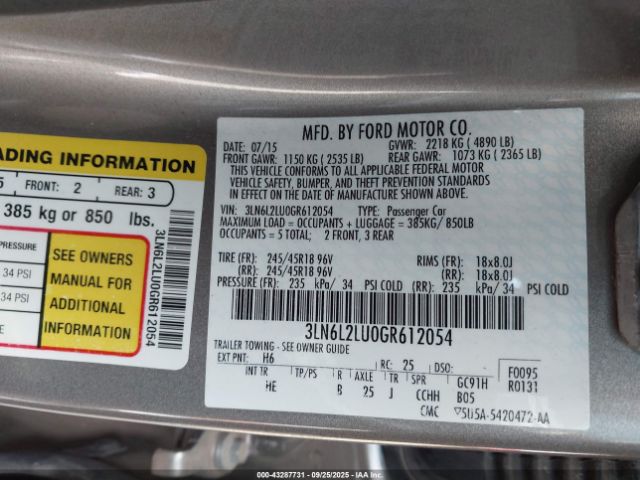 ADING INFORMATION
5 FRONT: 2 REAR: 3
385 kg or 850 lbs.
PRESSURE
34 PSI
34 PSI
SEE OWNERS
MANUAL FOR
ADDITIONAL
INFORMATION
3LN6L2LU0GR612054
MFD. BY FORD MOTOR CO.
DATE: 07/15 GVWR: 2218 KG ( 4890 LB)
FRONT GAWR: 1150 KG ( 2535 LB) REAR GAWR: 1073 KG ( 2365 LB)
THIS VEHICLE CONFORMS TO ALL APPLICABLE FEDERAL MOTOR
VEHICLE SAFETY, BUMPER, AND THEFT PREVENTION STANDARDS
IN EFFECT ON THE DATE OF MANUFACTURE SHOWN ABOVE.
VIN: 3LN6L2LU0GR612054 TYPE: Passenger Car
MAXIMUM LOAD = OCCUPANTS + LUGGAGE = 385KG/ 850LB
OCCUPANTS = 5 TOTAL; 2 FRONT, 3 REAR
TIRE (FR): 245/45R18 96V RIMS (FR): 18x8.0J
(RR): 245/45R18 96V (RR): 18x8.0J
PRESSURE (FR): 235 kPa/ 34 PSI COLD (RR): 235 kPa/ 34 PSI COLD
3LN6L2LU0GR612054
TRAILER TOWING - SEE OWNER GUIDE
EXT PNT: H6 RC: 25 DSO: F0095
INT TR TP/PS R AXLE TR SPR GC91H R0131
HE B 25 J CCHH B05
CMC 5U5A-5420472-AA
00-43287731 - 09/25/2025 - COPYRIGHT © IAA